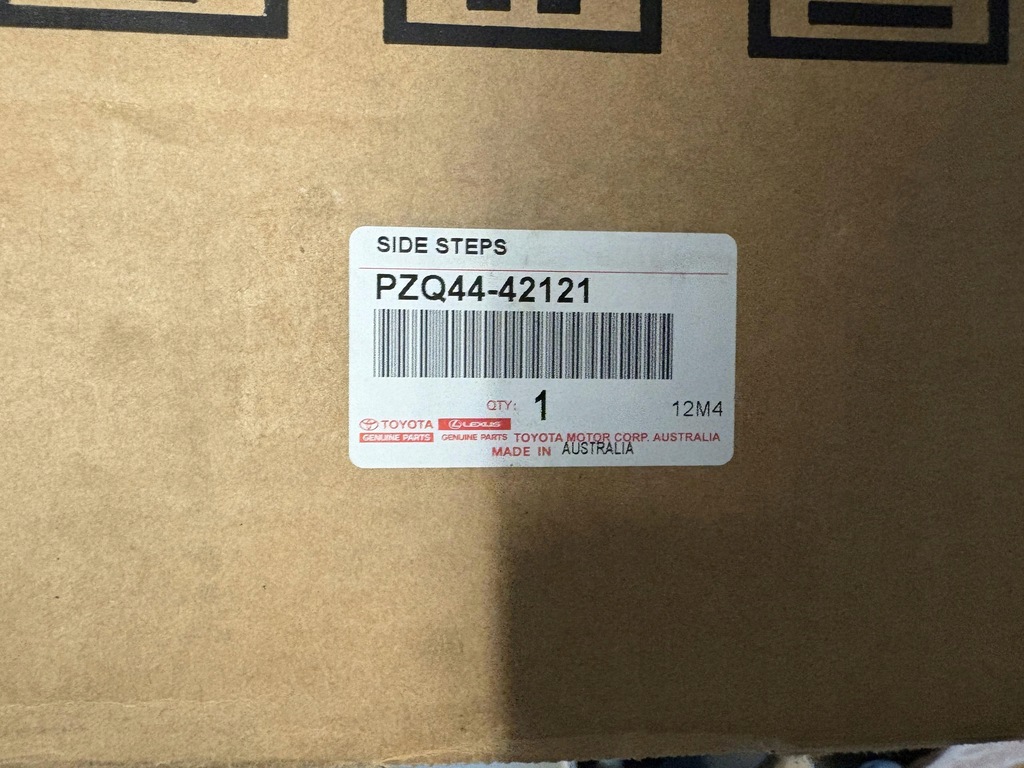 SIDE STEPS
PZQ44-42121
QTY: 1
12M4
TOYOTA LEXUS
GENUINE PARTS GENUINE PARTS TOYOTA MOTOR CORP. AUSTRALIA
MADE IN AUSTRALIA